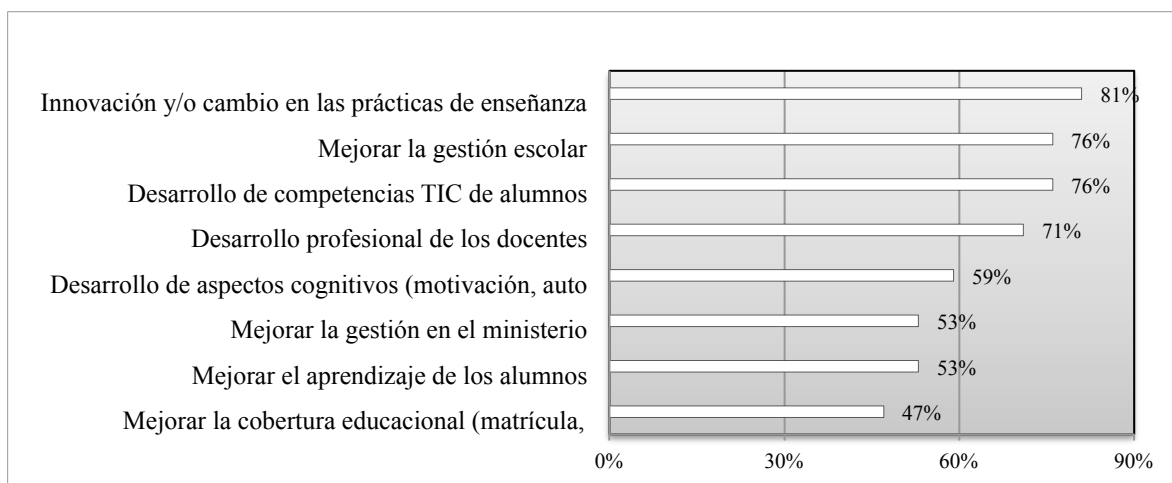 Innovación y/o cambio en las prácticas de enseñanza 81%
Mejorar la gestión escolar 76%
Desarrollo de competencias TIC de alumnos 76%
Desarrollo profesional de los docentes 71%
Desarrollo de aspectos cognitivos (motivación, auto 59%
Mejorar la gestión en el ministerio 53%
Mejorar el aprendizaje de los alumnos 53%
Mejorar la cobertura educacional (matrícula, 47%
0% 30% 60% 90%